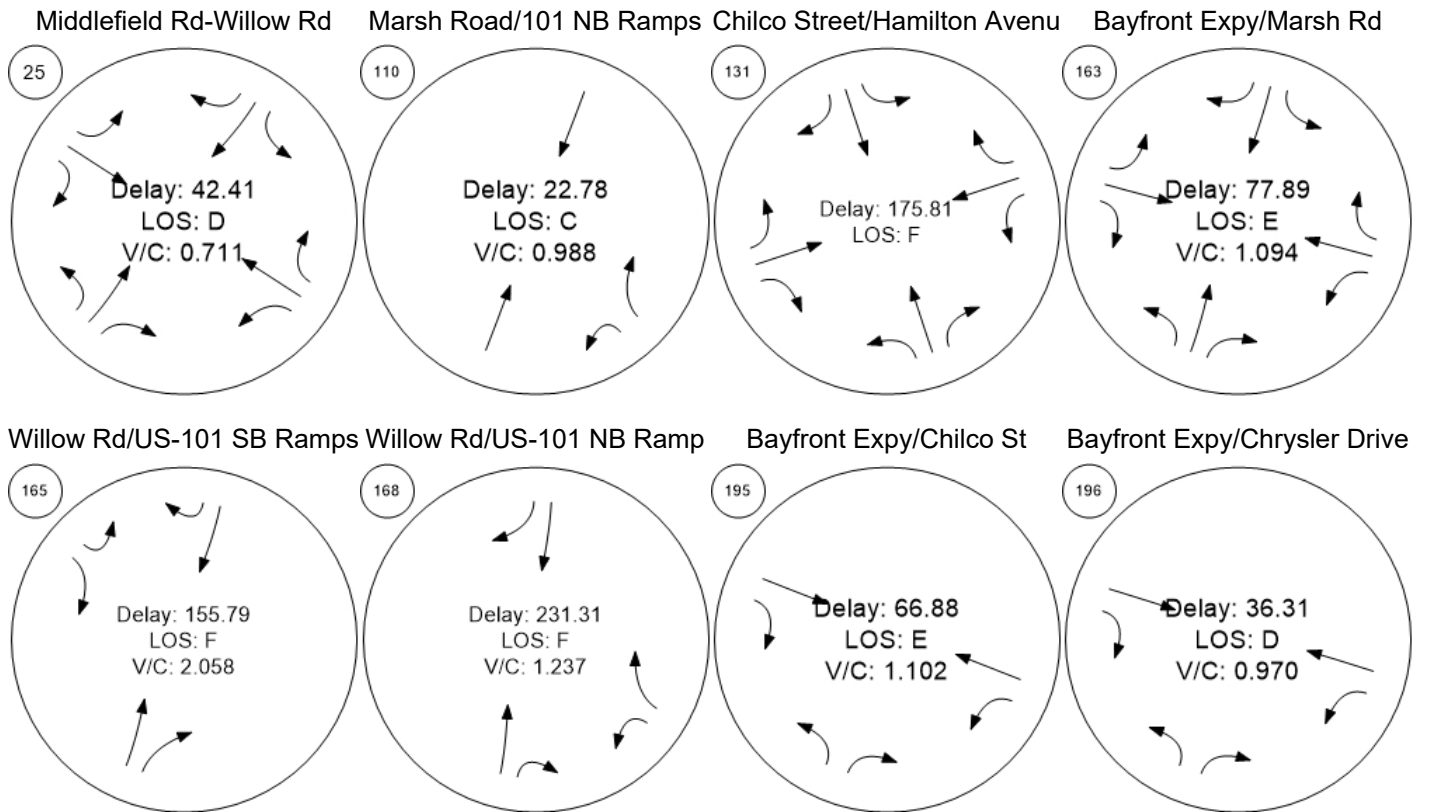 Middlefield Rd-Willow Rd
25
Delay: 42.41
LOS: D
V/C: 0.711
Marsh Road/101 NB Ramps
110
Delay: 22.78
LOS: C
V/C: 0.988
Chilco Street/Hamilton Avenu
131
Delay: 175.81
LOS: F
Bayfront Expy/Marsh Rd
163
Delay: 77.89
LOS: E
V/C: 1.094
Willow Rd/US-101 SB Ramps
165
Delay: 155.79
LOS: F
V/C: 2.058
Willow Rd/US-101 NB Ramp
168
Delay: 231.31
LOS: F
V/C: 1.237
Bayfront Expy/Chilco St
195
Delay: 66.88
LOS: E
V/C: 1.102
Bayfront Expy/Chrysler Drive
196
Delay: 36.31
LOS: D
V/C: 0.970